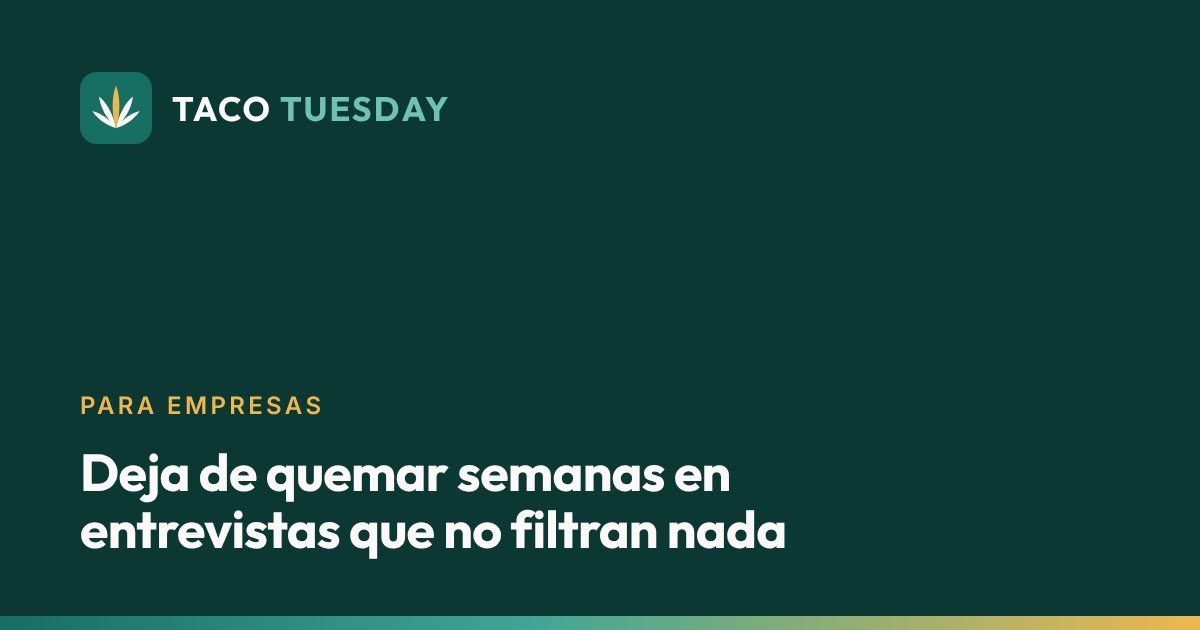 TACO TUESDAY
PARA EMPRESAS
Deja de quemar semanas en
entrevistas que no filtran nada